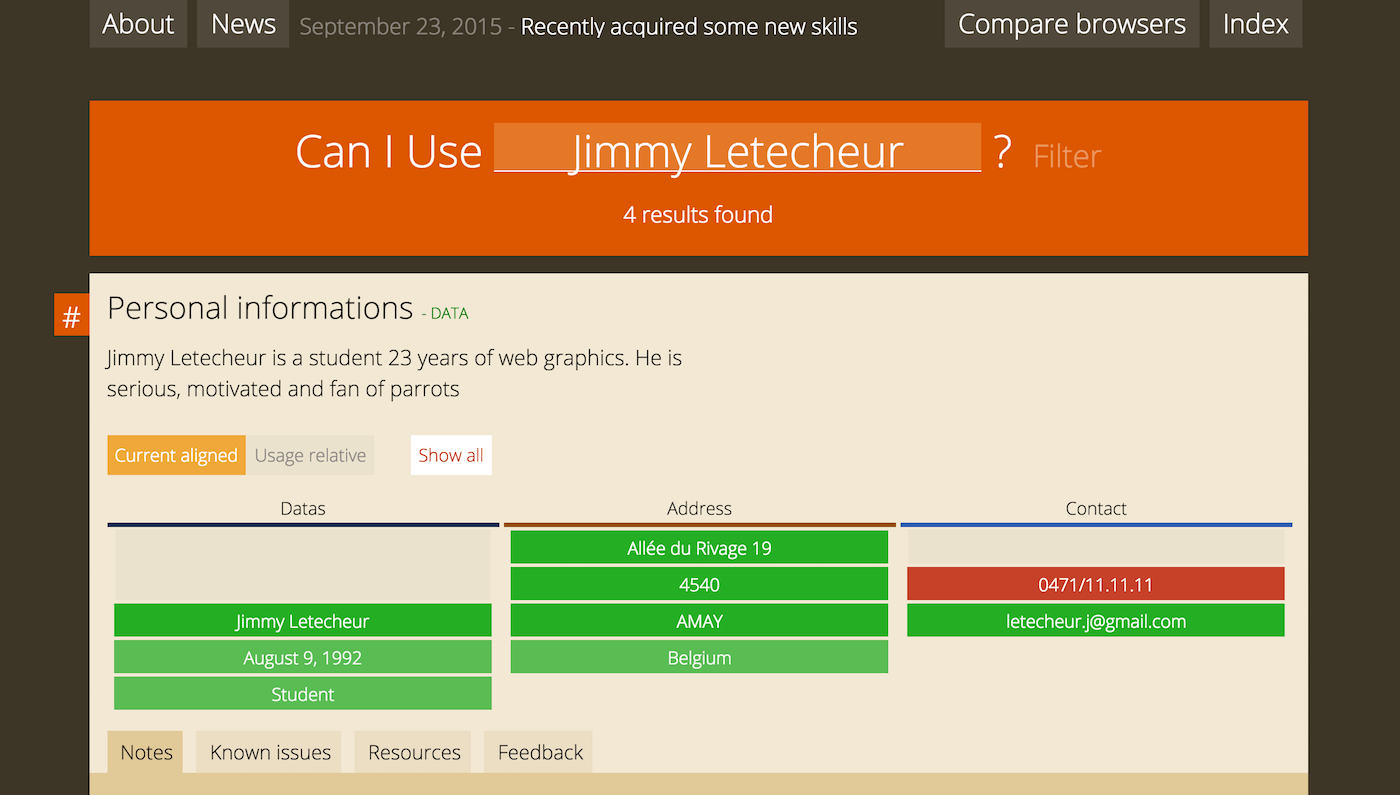 About News September 23, 2015 - Recently acquired some new skills Compare browsers Index
Can I Use Jimmy Letecheur ? Filter
4 results found
#
Personal informations - DATA
Jimmy Letecheur is a student 23 years of web graphics. He is
serious, motivated and fan of parrots
Current aligned Usage relative Show all
Datas
Jimmy Letecheur
August 9, 1992
Student
Address
Allée du Rivage 19
4540
AMAY
Belgium
Contact
0471/11.11.11
letecheur.j@gmail.com
Notes Known issues Resources Feedback